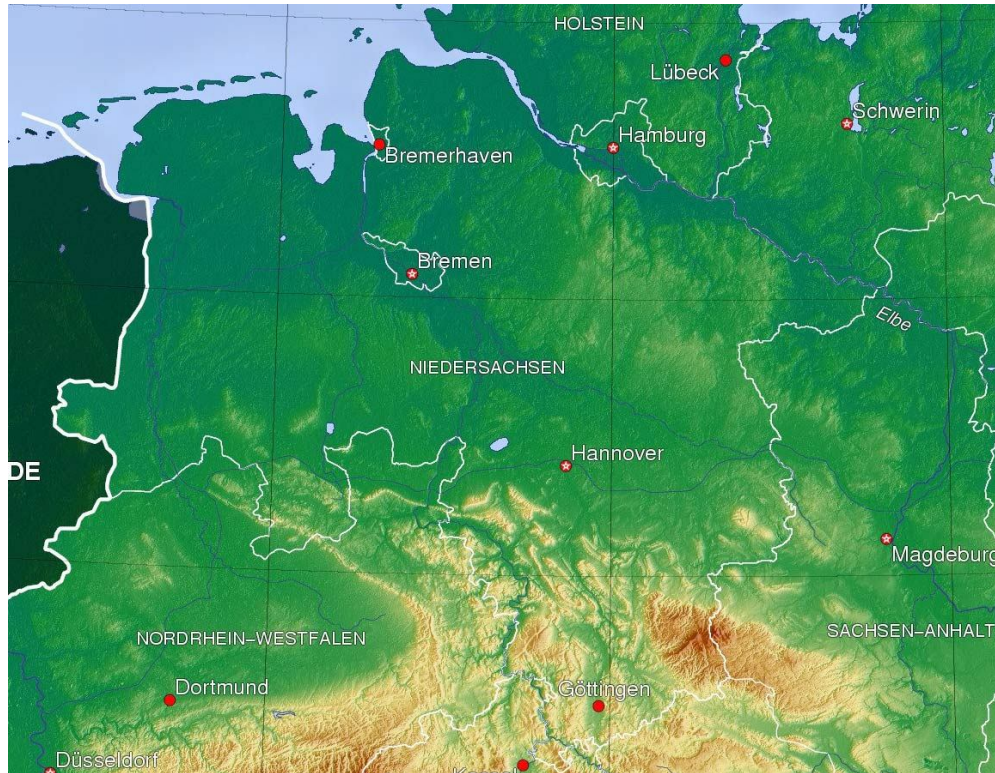 HOLSTEIN
Lübeck
Schwerin
Hamburg
Bremerhaven
Bremen
Elbe
NIEDERSACHSEN
Hannover
DE
Magdeburg
NORDRHEIN–WESTFALEN
SACHSEN–ANHALT
Dortmund
Göttingen
Düsseldorf